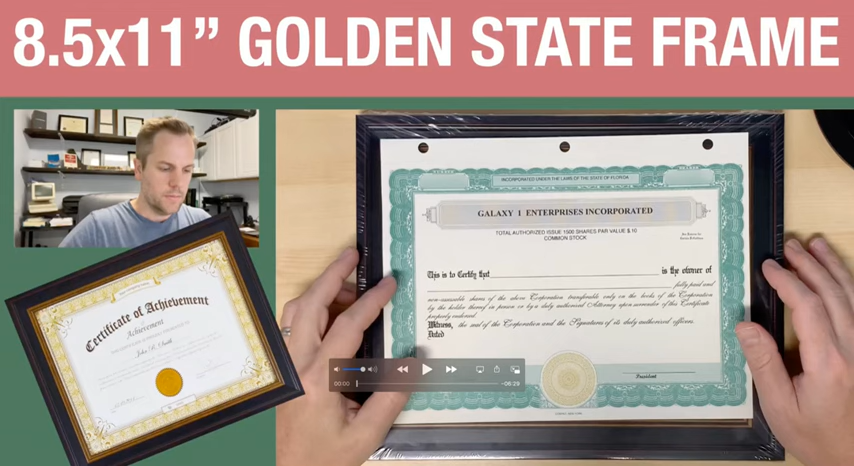 8.5x11” GOLDEN STATE FRAME
INCORPORATED UNDER THE LAWS OF THE STATE OF FLORIDA
GALAXY 1 ENTERPRISES INCORPORATED
TOTAL AUTHORIZED ISSUE 1500 SHARES PAR VALUE $ 10
COMMON STOCK
This is to Certify that is the owner of
fully paid and
non-assessable shares of the above Corporation transferable only on the books of the Corporation
by the holder thereof in person or by a duly authorized Attorney upon surrender of this Certificate
properly endorsed
Witness, the seal of the Corporation and the Signatures of its duly authorized officers.
Dated
President
Certificate of Achievement
Achievement
John R. Smith
00:00
-06:29